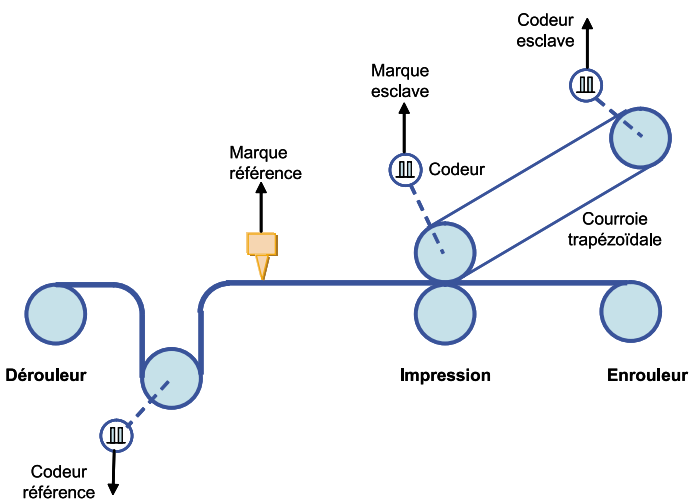 Codeur
esclave
Marque
esclave
Marque
référence
Codeur
Courroie
trapézoïdale
Dérouleur
Impression
Enrouleur
Codeur
référence